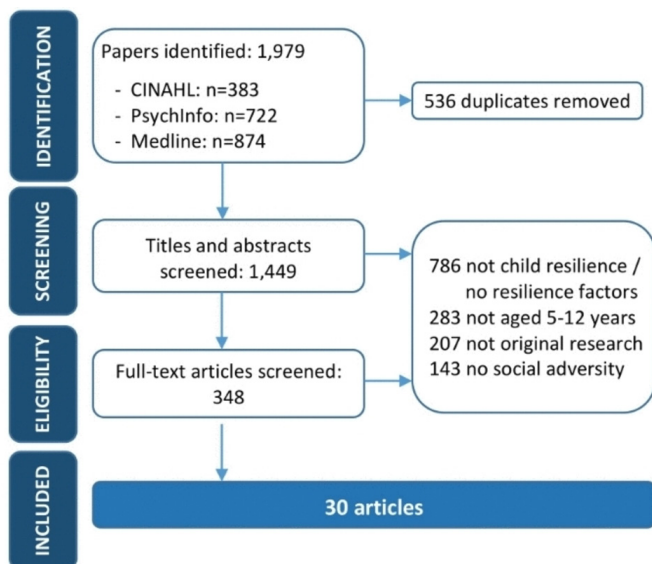 IDENTIFICATION
Papers identified: 1,979
- CINAHL: n=383
- PsychInfo: n=722
- Medline: n=874
536 duplicates removed
SCREENING
Titles and abstracts
screened: 1,449
786 not child resilience /
no resilience factors
283 not aged 5-12 years
207 not original research
143 no social adversity
ELIGIBILITY
Full-text articles screened:
348
INCLUDED
30 articles